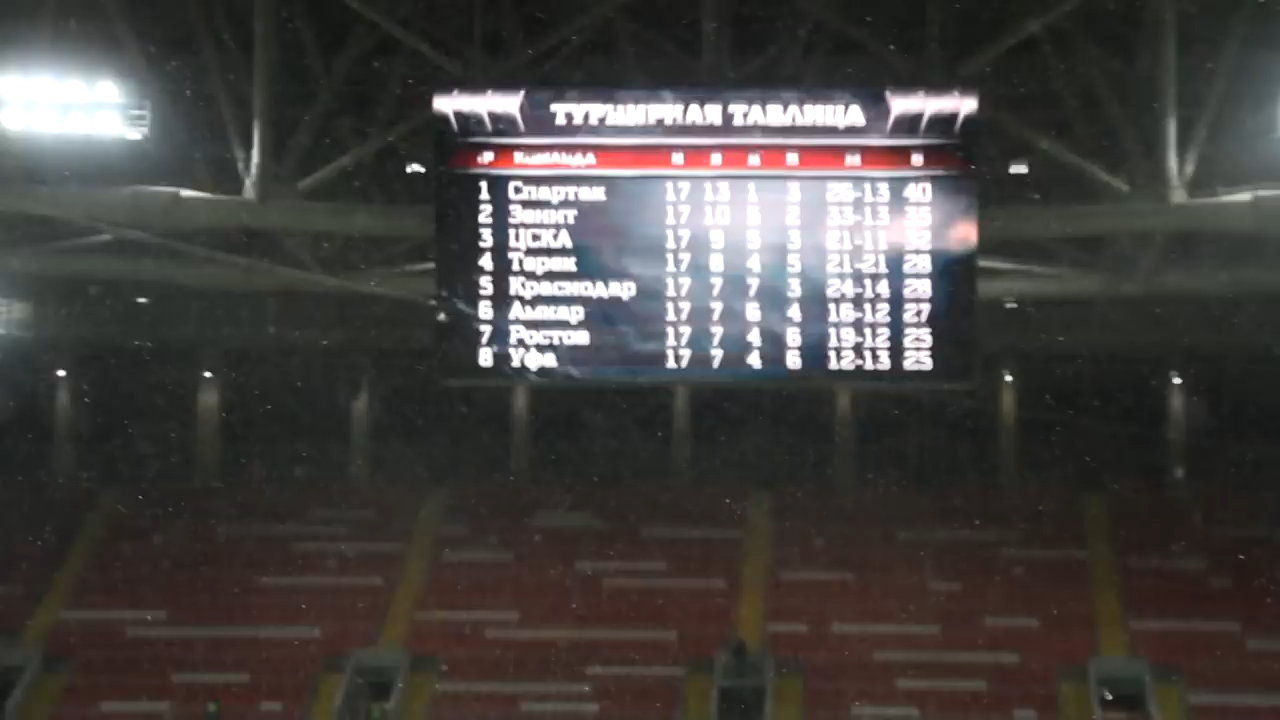 ТУРНИРНАЯ ТАБЛИЦА
КОМАНДА И В Н П М О
1 Спартак 17 13 1 3 26-13 40
2 Зенит 17 10 5 2 33-13 35
3 ЦСКА 17 9 5 3 21-11 32
4 Терек 17 8 4 5 21-21 28
5 Краснодар 17 7 7 3 24-14 28
6 Амкар 17 7 6 4 16-12 27
7 Ростов 17 7 4 6 19-12 25
8 Уфа 17 7 4 6 12-13 25